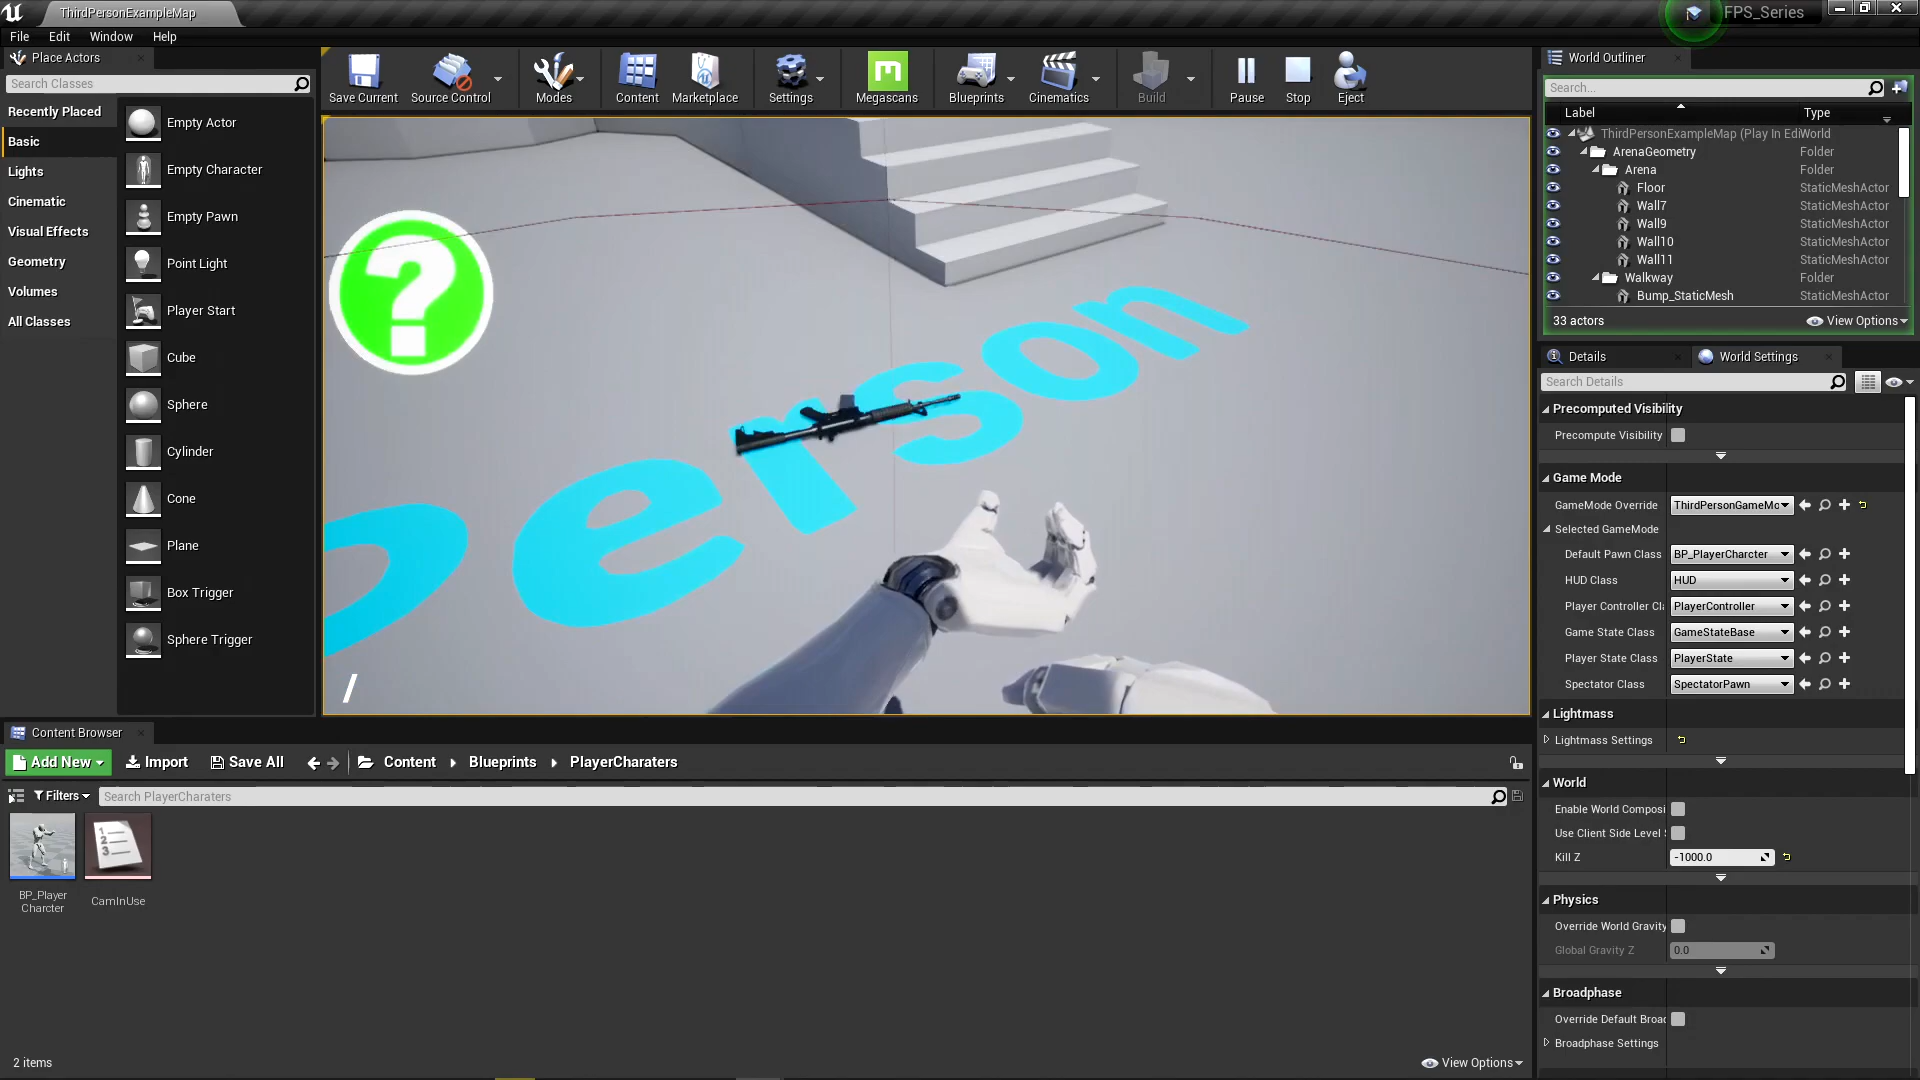 ThirdPersonExampleMap
FPS_Series
File Edit Window Help
Place Actors
Search Classes
Recently Placed
Basic
Lights
Cinematic
Visual Effects
Geometry
Volumes
All Classes
Empty Actor
Empty Character
Empty Pawn
Point Light
Player Start
Cube
Sphere
Cylinder
Cone
Plane
Box Trigger
Sphere Trigger
Save Current
Source Control
Modes
Content
Marketplace
Settings
Megascans
Blueprints
Cinematics
Build
Pause
Stop
Eject
?
person
/
World Outliner
Search...
Label Type
ThirdPersonExampleMap (Play In Edi World
ArenaGeometry Folder
Arena Folder
Floor StaticMeshActor
Wall7 StaticMeshActor
Wall9 StaticMeshActor
Wall10 StaticMeshActor
Wall11 StaticMeshActor
Walkway Folder
Bump_StaticMesh StaticMeshActor
33 actors View Options
Details World Settings
Search Details
Precomputed Visibility
Precompute Visibility
Game Mode
GameMode Override ThirdPersonGameMo
Selected GameMode
Default Pawn Class BP_PlayerCharcter
HUD Class HUD
Player Controller Cl PlayerController
Game State Class GameStateBase
Player State Class PlayerState
Spectator Class SpectatorPawn
Lightmass
Lightmass Settings
World
Enable World Composi
Use Client Side Level
Kill Z -1000.0
Physics
Override World Gravity
Global Gravity Z 0.0
Broadphase
Override Default Broad
Broadphase Settings
Content Browser
Add New Import Save All Content Blueprints PlayerCharaters
Filters Search PlayerCharaters
BP_Player
Charcter
CamInUse
2 items View Options